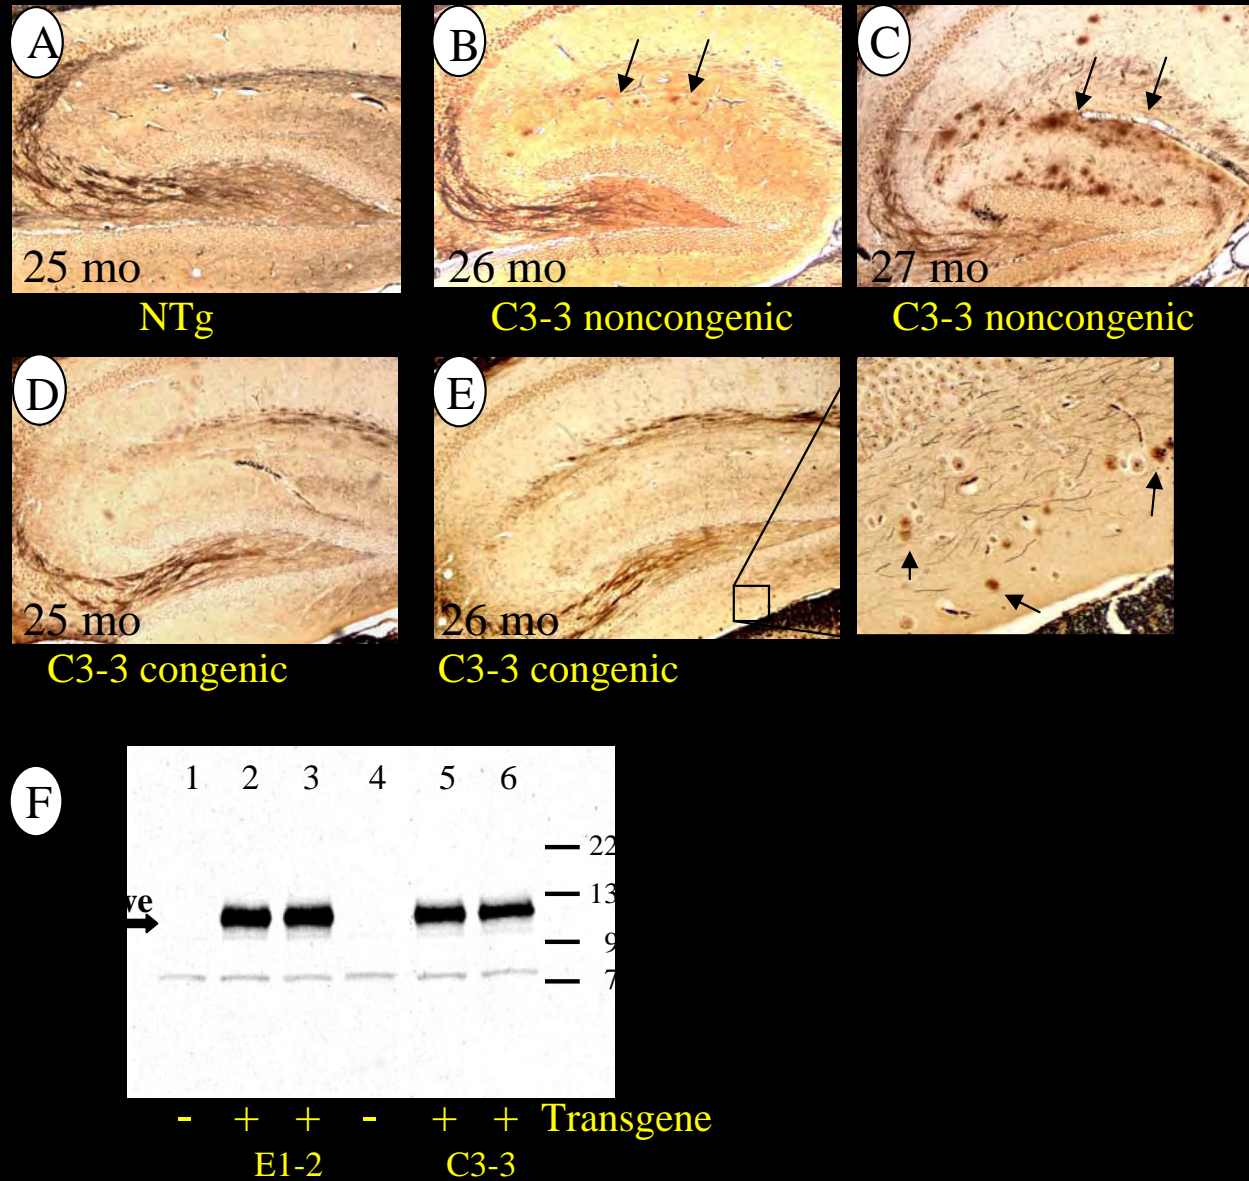 A
B
C
25 mo
26 mo
27 mo
NTg
C3-3 noncongenic
C3-3 noncongenic
D
E
25 mo
26 mo
C3-3 congenic
C3-3 congenic
F
1 2 3 4 5 6
22
13
ve
9
7
- + + - + + Transgene
E1-2 C3-3